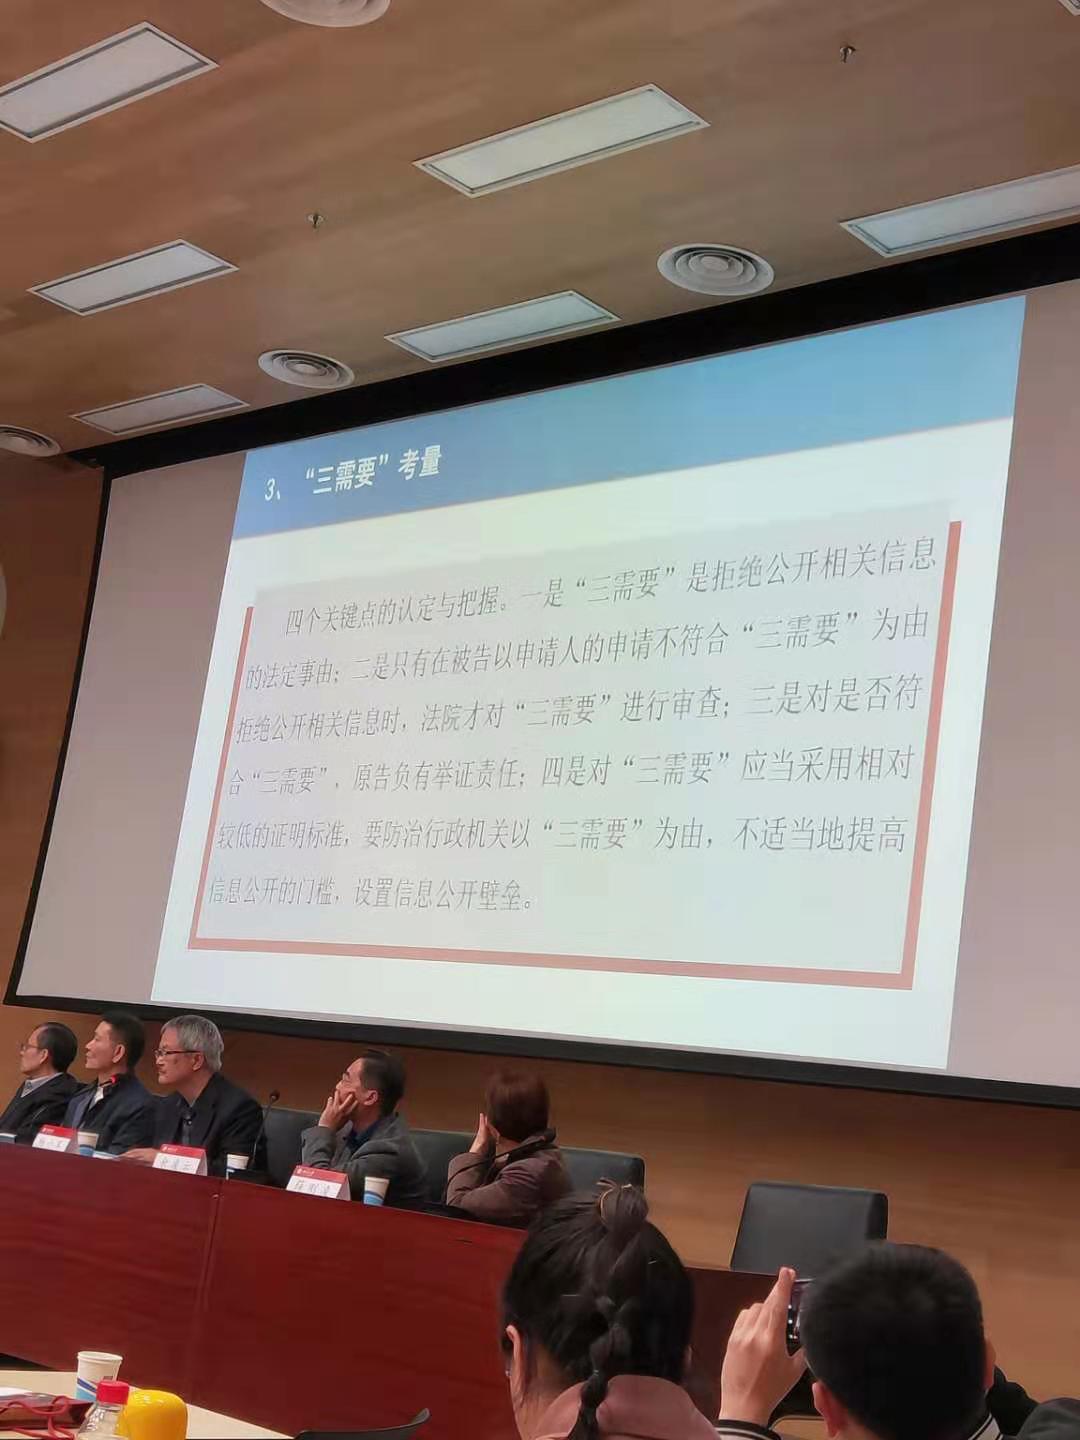 3、“三需要”考量
四个关键点的认定与把握。一是“三需要”是拒绝公开相关信息
的法定事由；二是只有在被告以申请人的申请不符合“三需要”为由
拒绝公开相关信息时，法院才对“三需要”进行审查；三是对是否符
合“三需要”，原告负有举证责任；四是对“三需要”应当采用相对
较低的证明标准，要防治行政机关以“三需要”为由，不适当地提高
信息公开的门槛，设置信息公开壁垒。